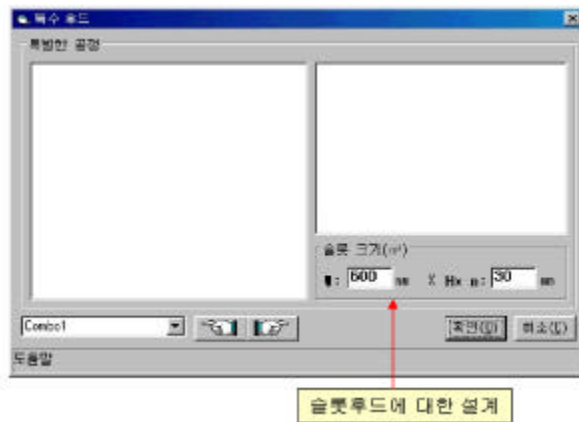 특수 후드
특별한 공정
슬롯 크기(㎡)
W: 600 mm X Hx n: 30 mm
Combo1
확인(O) 취소(C)
도움말
슬롯후드에 대한 설계